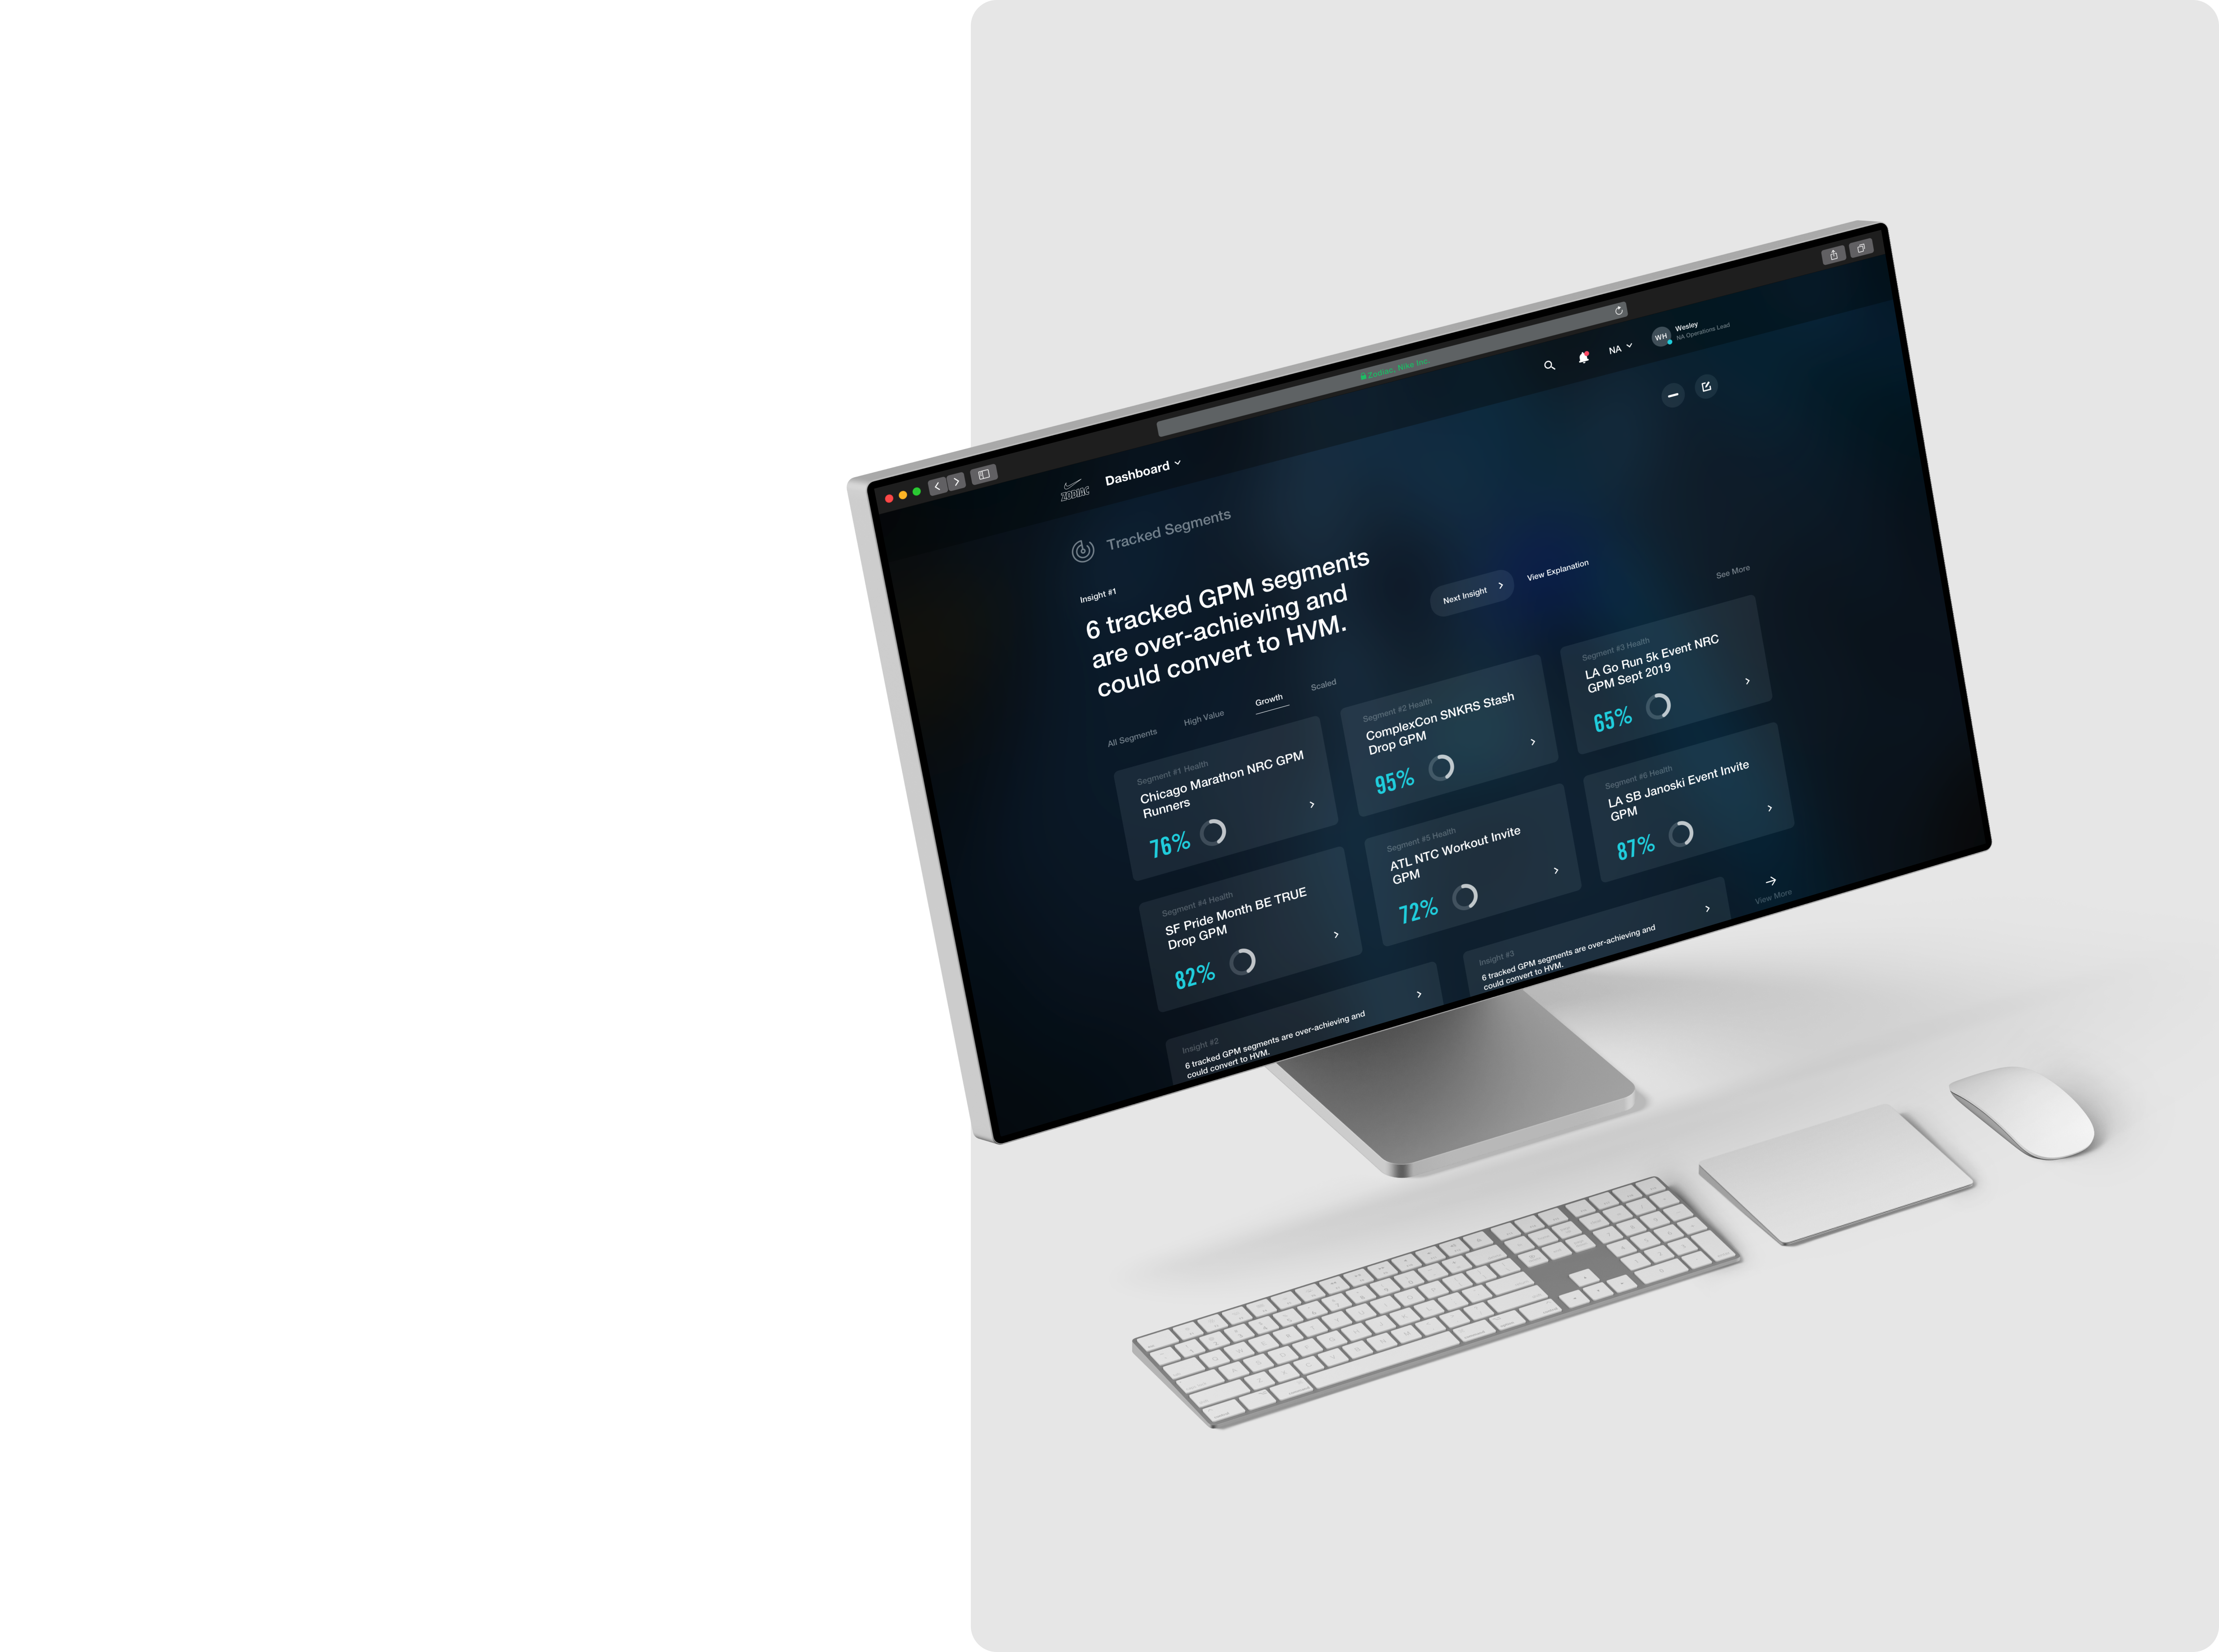 Zodiac, Nike Inc.
ZODIAC
Dashboard
NA
WH
Wesley
NA Operations Lead
Tracked Segments
Insight #1
6 tracked GPM segments
are over-achieving and
could convert to HVM.
Next Insight
View Explanation
See More
All Segments
High Value
Growth
Scaled
Segment #1 Health
Chicago Marathon NRC GPM
Runners
76%
Segment #2 Health
ComplexCon SNKRS Stash
Drop GPM
95%
Segment #3 Health
LA Go Run 5k Event NRC
GPM Sept 2019
65%
Segment #4 Health
SF Pride Month BE TRUE
Drop GPM
82%
Segment #5 Health
ATL NTC Workout Invite
GPM
72%
Segment #6 Health
LA SB Janoski Event Invite
GPM
87%
View More
Insight #2
6 tracked GPM segments are over-achieving and
could convert to HVM.
Insight #3
6 tracked GPM segments are over-achieving and
could convert to HVM.